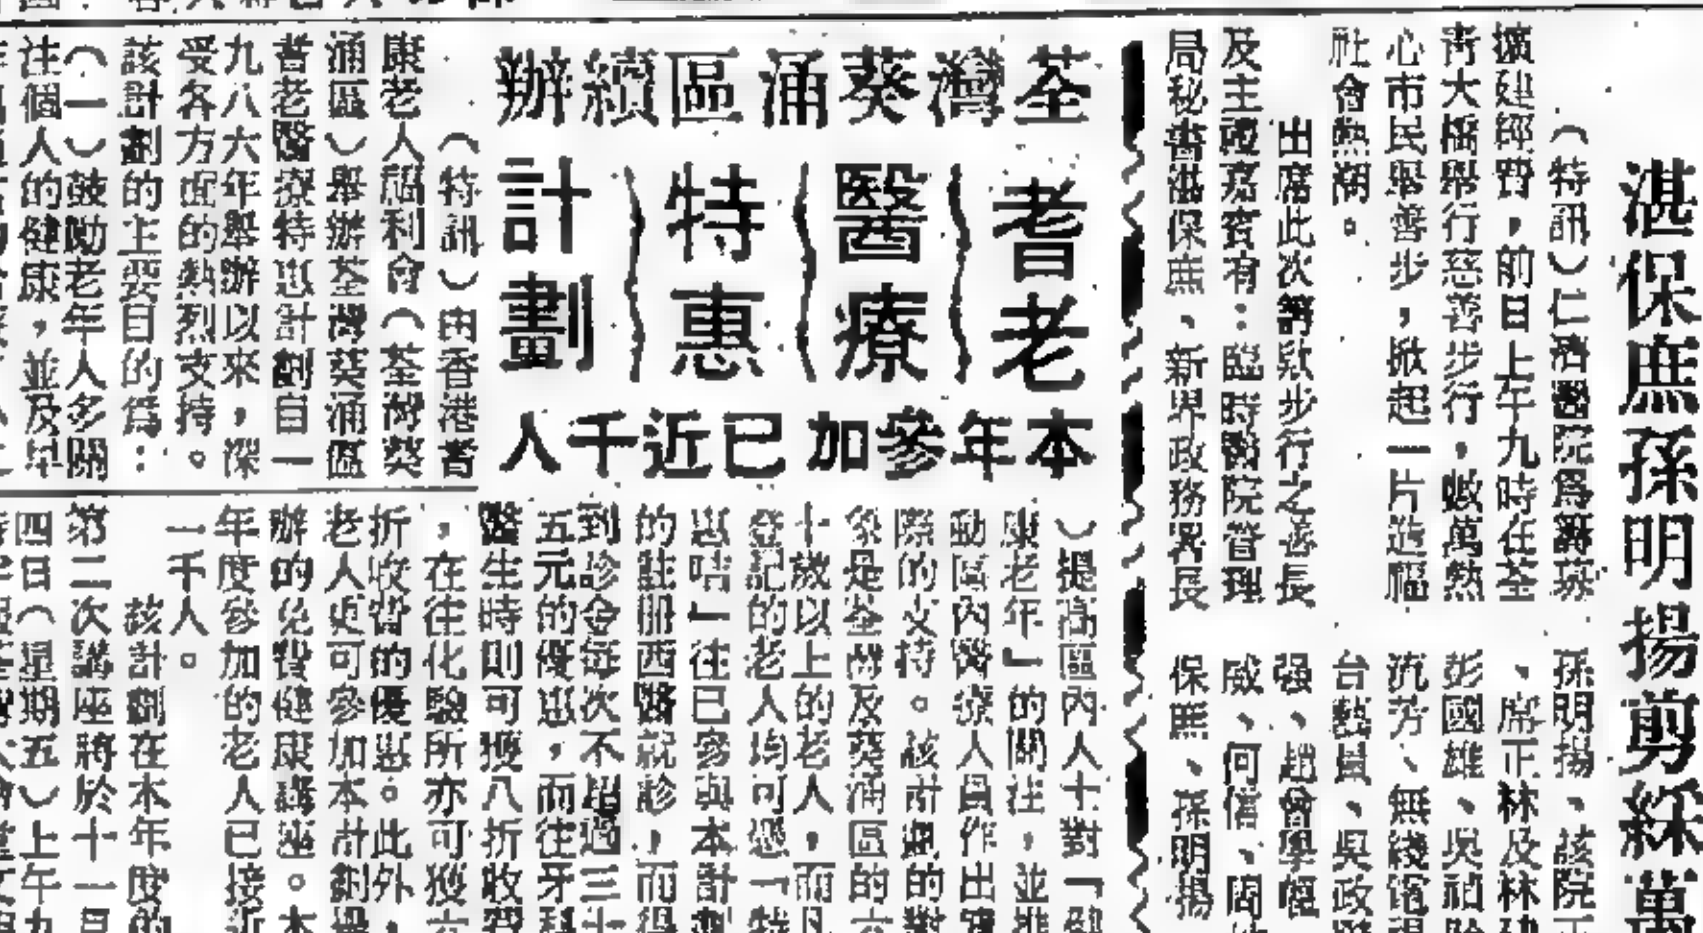 湛保庶孫明揚剪綵萬
（特訊）仁濟醫院爲籌募
擴建經費，前日上午九時在荃
靑大橋舉行慈善步行，數萬熱
心市民舉善步，掀起一片造福
社會熱潮。
出席此次籌欵步行之善長
及主禮嘉賓有：臨時醫院管理
局秘書湛保庶、新界政務署長
孫明揚、該院
、席正林及林
彭國雄、吳
流芳、無綫電視
台藝員、吳政
强、趙曾學韞
威、何僖、周
保庶、孫明揚
荃灣葵涌區續辦
耆老醫療特惠計劃
本年參加已近千人
（特訊）由香港耆
康老人福利會（荃灣葵
涌區）舉辦荃灣葵涌區
耆老醫療特惠計劃自一
九八六年舉辦以來，深
受各方面的熱烈支持。
該計劃的主要目的爲：
（一）鼓勵老年人多關
注個人的健康，並及早
）提高區內人士對「健
康老年」的關注，並推
動區內醫療人員作出實
際的支持。該計劃的對
象是荃灣及葵涌區的六
十歲以上的老人，而凡
登記的老人均可憑「特
惠咭」往已參與本計劃
的註冊西醫就診，而得
到診金每次不超過三十
五元的優惠，而往牙科
醫生時則可獲八折收費
，在往化驗所亦可獲六
折收費的優惠。此外，
老人更可參加本計劃舉
辦的免費健康講座。本
年度參加的老人已接近
一千人。
該計劃在本年度的
第二次講座將於十一月
四日（星期五）上午九